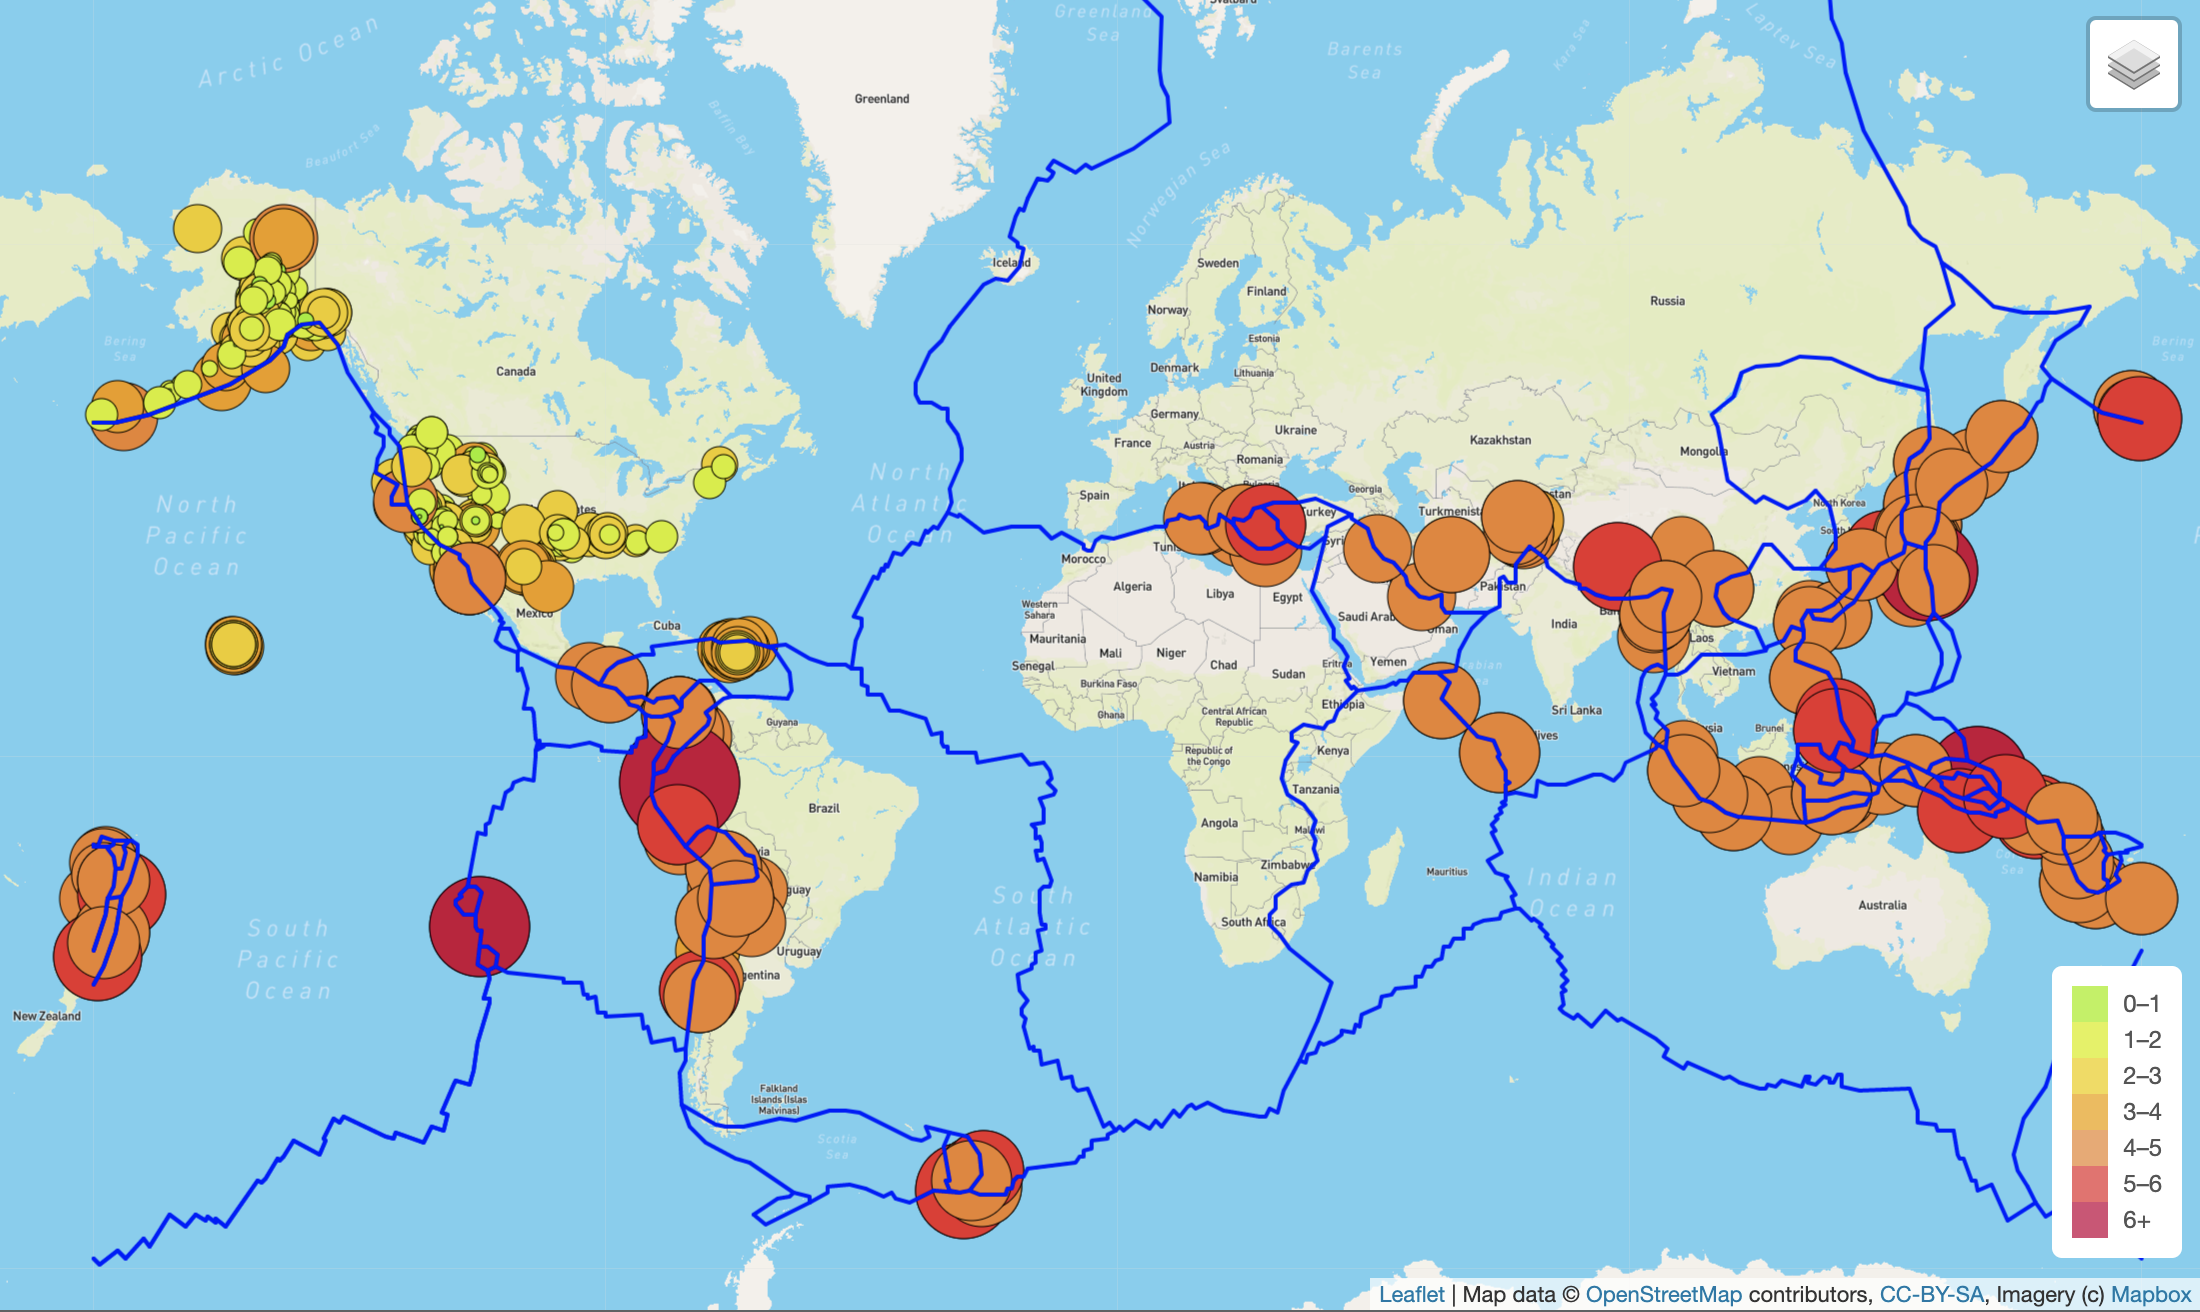 Svalbard
Greenland
Sea
Arctic Ocean
Barents
Sea
Kara Sea
Laptev Sea
Greenland
Beaufort Sea
Baffin Bay
Norwegian Sea
Iceland
Sweden
Finland
Russia
Norway
Estonia
Bering
Sea
Bering
Sea
Canada
Denmark
Lithuania
United
Kingdom
Germany
Ukraine
Kazakhstan
Mongol
France
Austria
Romania
North
Atlantic
Ocean
North
Pacific
Ocean
Spain
Georgia
Turkmenist
North Korea
Turkey
Tunis
Morocco
Algeria
Libya
Egypt
Pakistan
Western
Sahara
Saudi Arab
Oman
India
Mexico
Cuba
Mauritania
Mali
Niger
Chad
Sudan
Eritrea
Yemen
Laos
Senegal
Burkina Faso
Vietnam
Ghana
Central African
Republic
Ethiopia
Sri Lanka
Guyana
Brunei
Republic of
the Congo
Kenya
Tanzania
Brazil
Angola
Malawi
Zimbabwe
Namibia
Mauritius
Indian
Ocean
South
Atlantic
Ocean
South
Pacific
Ocean
South Africa
Australia
Uruguay
New Zealand
Falkland
Islands (Islas
Malvinas)
Scotia
Sea
0–1
1–2
2–3
3–4
4–5
5–6
6+
Leaflet | Map data © OpenStreetMap contributors, CC-BY-SA, Imagery (c) Mapbox